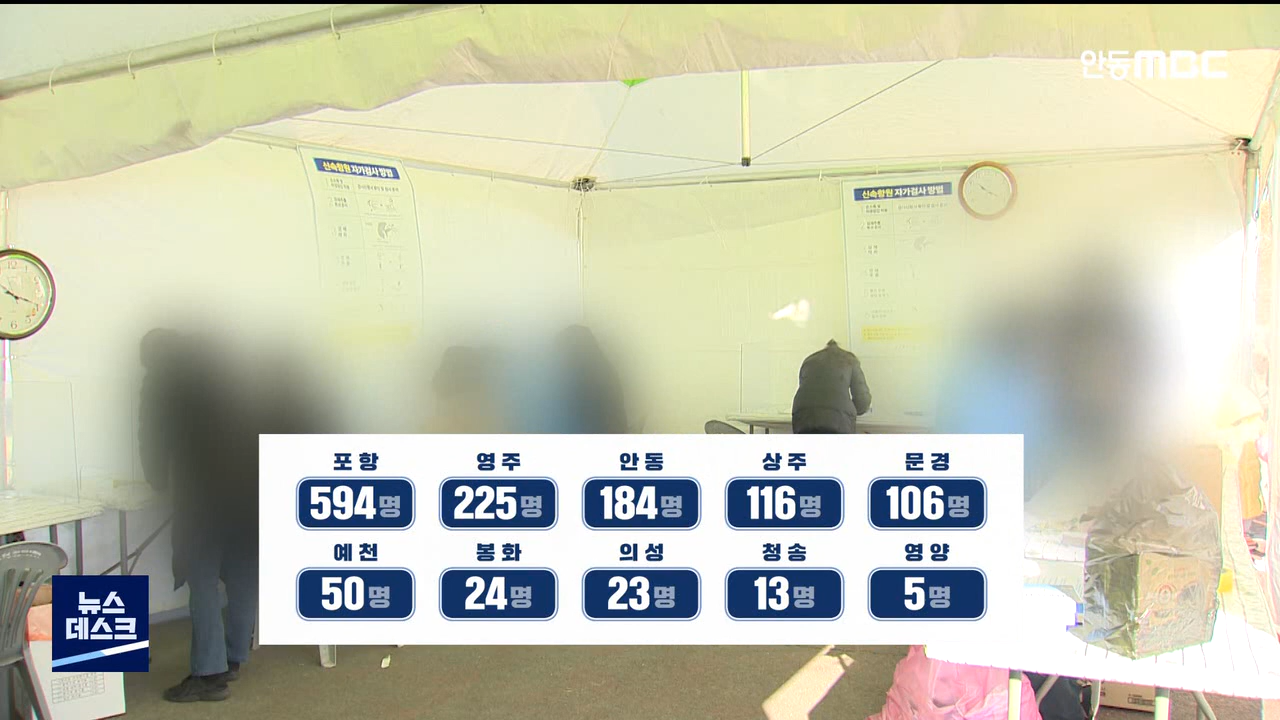 안동MBC
신속항원 자가검사 방법
신속항원 자가검사 방법
포항 영주 안동 상주 문경
594명 225명 184명 116명 106명
예천 봉화 의성 청송 영양
50명 24명 23명 13명 5명
뉴스
데스크